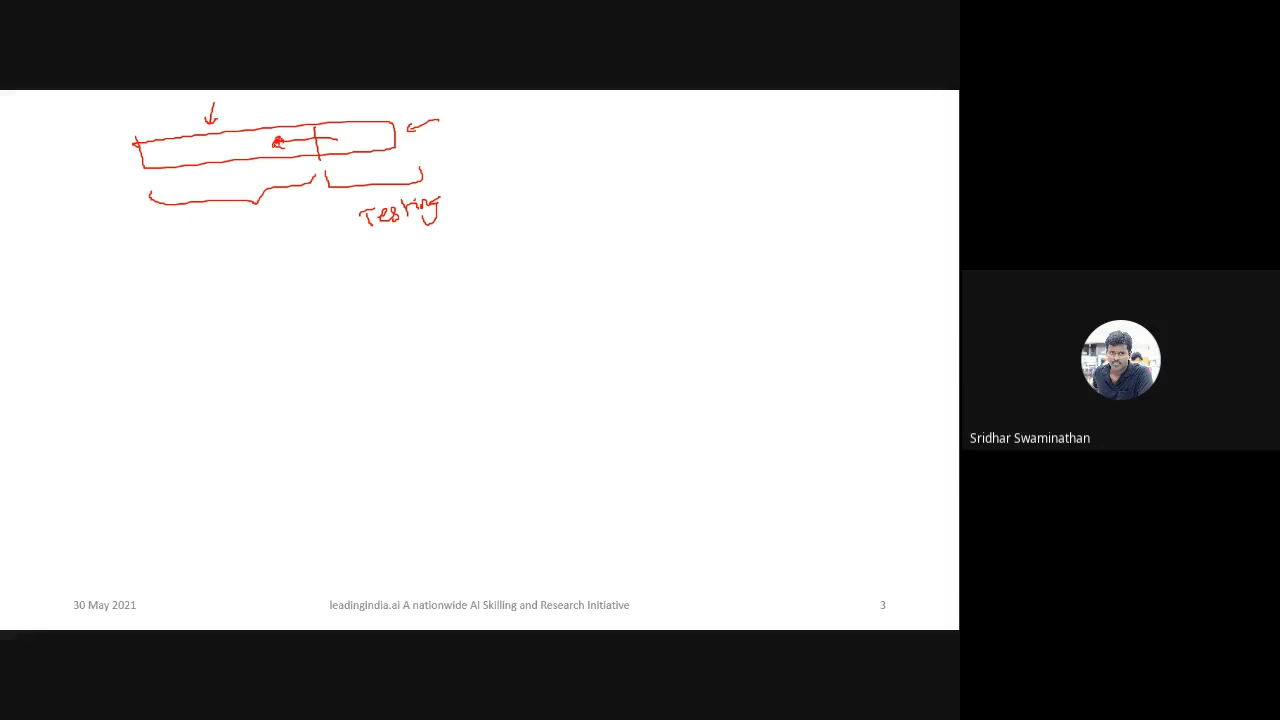 Testing
Sridhar Swaminathan
30 May 2021
leadingindia.ai A nationwide AI Skilling and Research Initiative
3